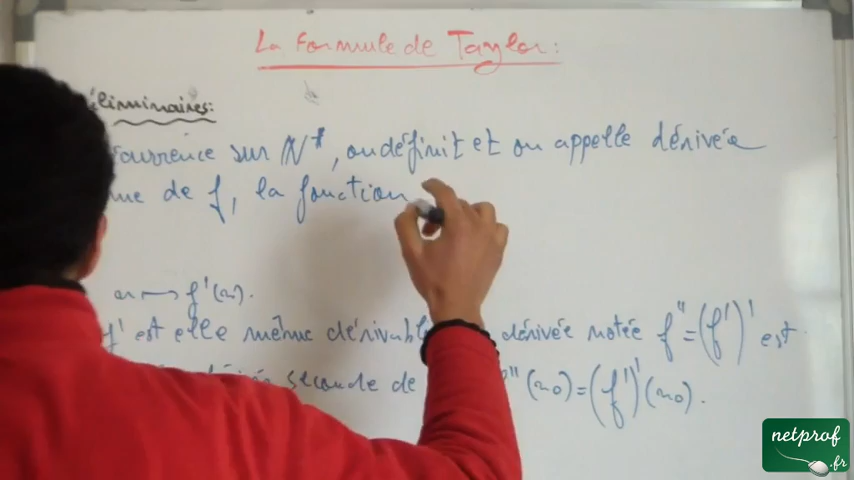 La formule de Taylor:
éliminaires:
currence sur N*, on définit et on appelle dérivée
me de f, la fonction
f'(x).
f' est elle même dérivable dérivée notée f''=(f')' est
seconde de f''(x0)=(f')'(x0).
netprof
.fr